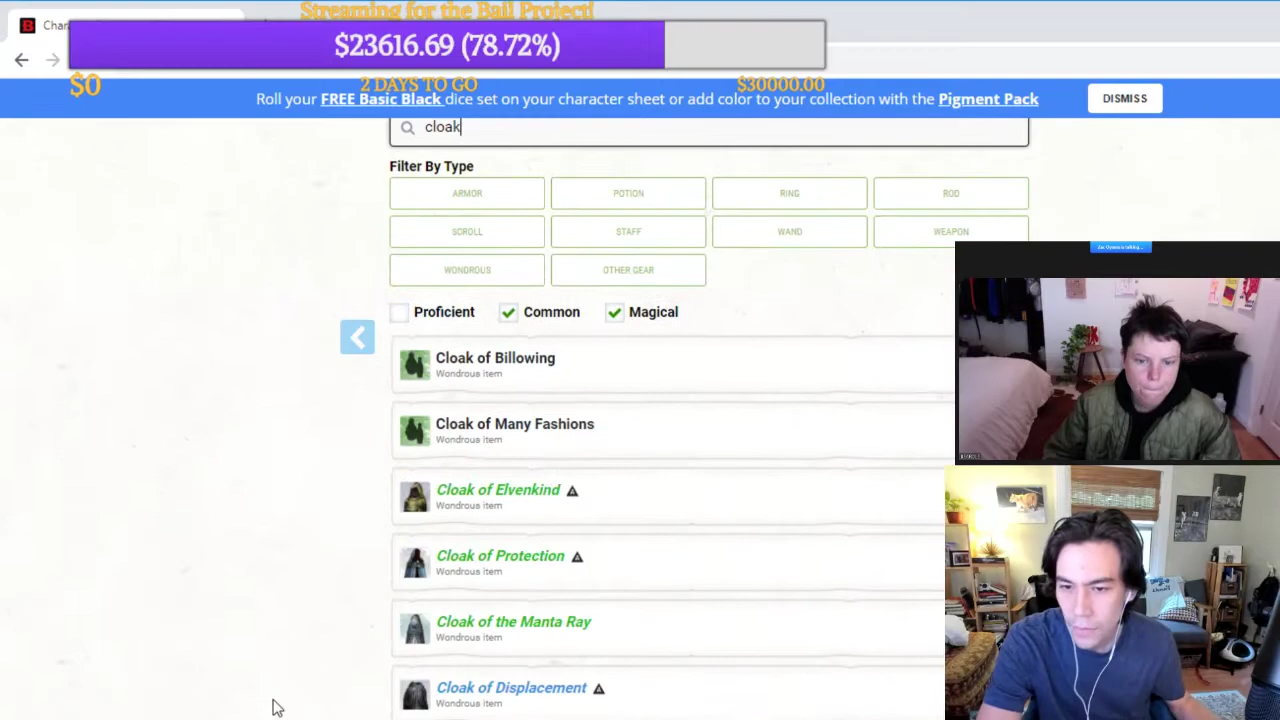 Streaming for the Bail Project!
Char
$23616.69 (78.72%)
$0
2 DAYS TO GO
$30000.00
Roll your FREE Basic Black dice set on your character sheet or add color to your collection with the Pigment Pack
DISMISS
cloak
Filter By Type
ARMOR
POTION
RING
ROD
SCROLL
STAFF
WAND
WEAPON
WONDROUS
OTHER GEAR
Proficient
Common
Magical
Cloak of Billowing
Wondrous item
Cloak of Many Fashions
Wondrous item
Cloak of Elvenkind
Wondrous item
Cloak of Protection
Wondrous item
Cloak of the Manta Ray
Wondrous item
Cloak of Displacement
Wondrous item